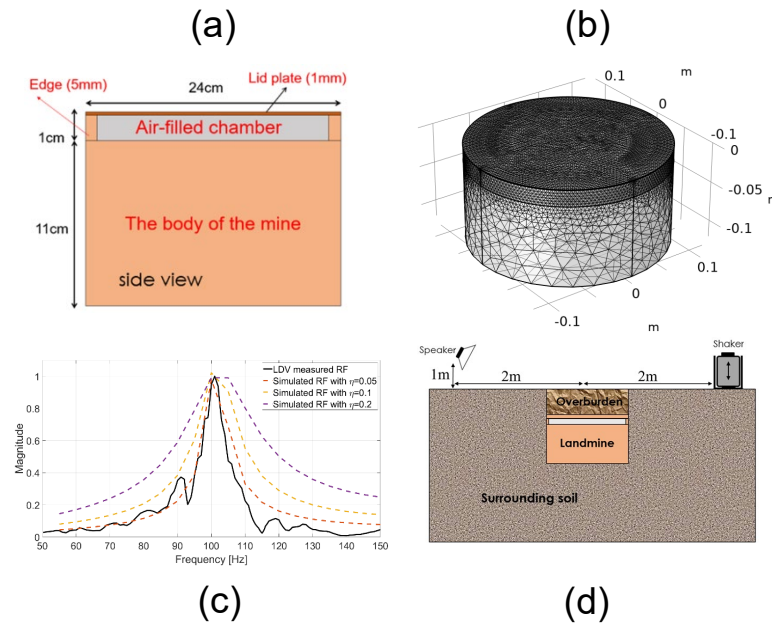 (a)
(b)
Edge (5mm)
24cm
Lid plate (1mm)
1cm
Air-filled chamber
11cm
The body of the mine
side view
0.1
m
0
-0.1
0
-0.05
-0.1
0.1
0
-0.1
m
LDV measured RF
Simulated RF with η=0.05
Simulated RF with η=0.1
Simulated RF with η=0.2
Magnitude
1
0.8
0.6
0.4
0.2
0
50 60 70 80 90 100 110 120 130 140 150
Frequency [Hz]
Speaker
Shaker
1m
2m
2m
Overburden
Landmine
Surrounding soil
(c)
(d)